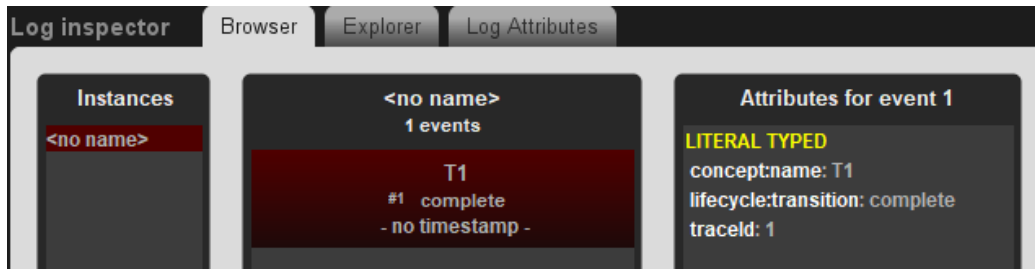 Log inspector Browser Explorer Log Attributes
Instances
<no name>
<no name>
1 events
T1
#1 complete
- no timestamp -
Attributes for event 1
LITERAL TYPED
concept:name: T1
lifecycle:transition: complete
traceId: 1